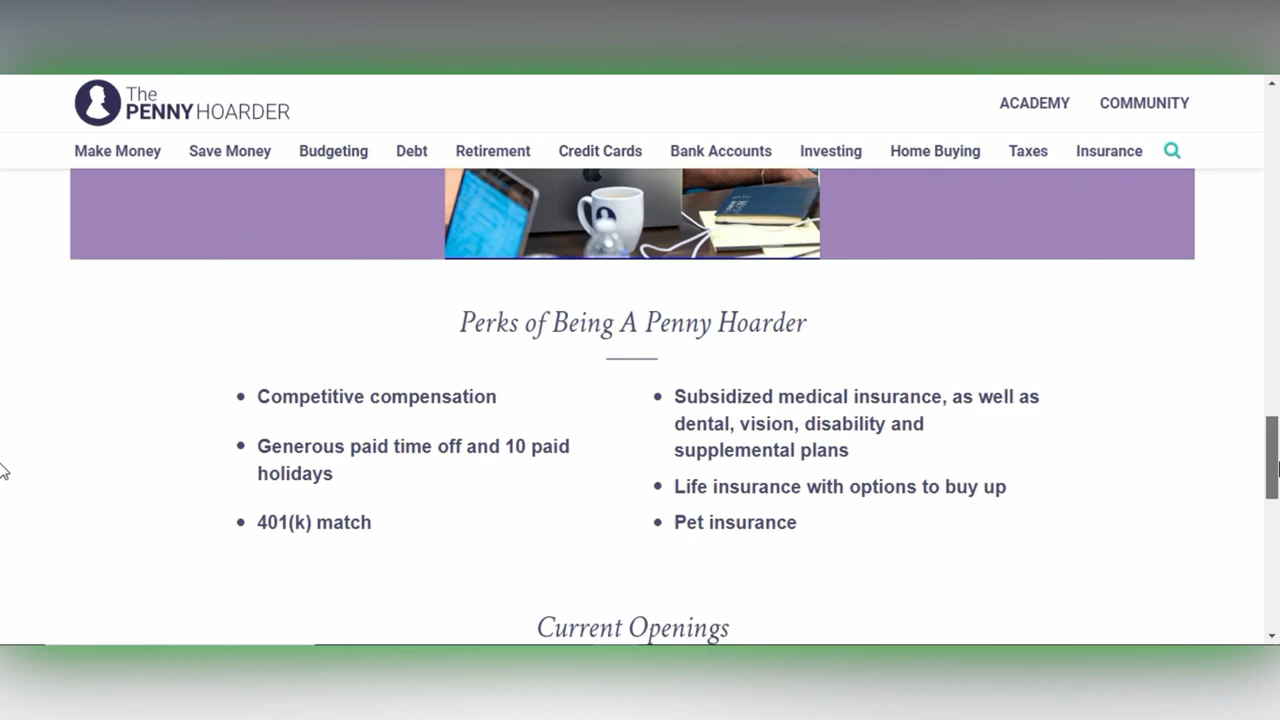 The
PENNY HOARDER
ACADEMY COMMUNITY
Make Money Save Money Budgeting Debt Retirement Credit Cards Bank Accounts Investing Home Buying Taxes Insurance
Perks of Being A Penny Hoarder
Competitive compensation
Generous paid time off and 10 paid
holidays
401(k) match
Subsidized medical insurance, as well as
dental, vision, disability and
supplemental plans
Life insurance with options to buy up
Pet insurance
Current Openings